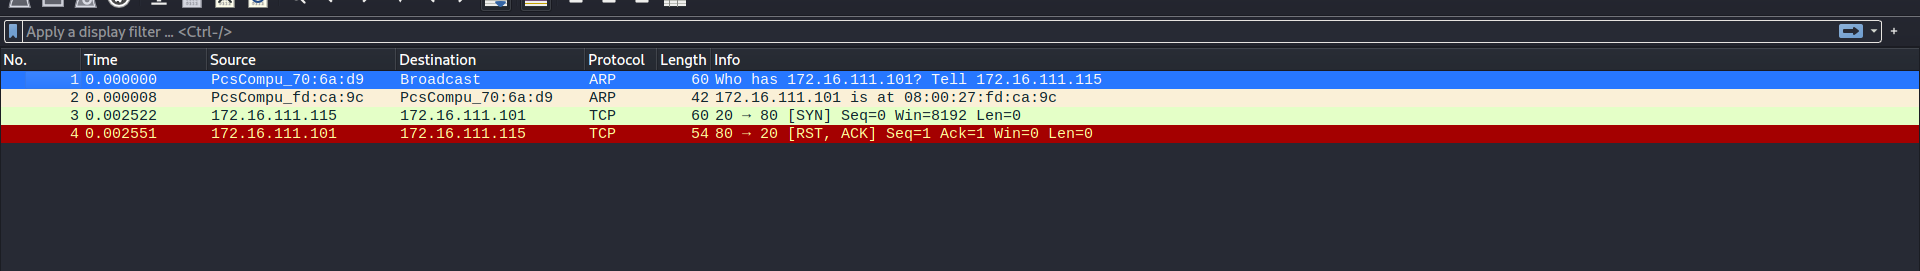 Apply a display filter ... <Ctrl-/>
+
No. Time Source Destination Protocol Length Info
1 0.000000 PcsCompu_70:6a:d9 Broadcast ARP 60 Who has 172.16.111.101? Tell 172.16.111.115
2 0.000008 PcsCompu_fd:ca:9c PcsCompu_70:6a:d9 ARP 42 172.16.111.101 is at 08:00:27:fd:ca:9c
3 0.002522 172.16.111.115 172.16.111.101 TCP 60 20 → 80 [SYN] Seq=0 Win=8192 Len=0
4 0.002551 172.16.111.101 172.16.111.115 TCP 54 80 → 20 [RST, ACK] Seq=1 Ack=1 Win=0 Len=0